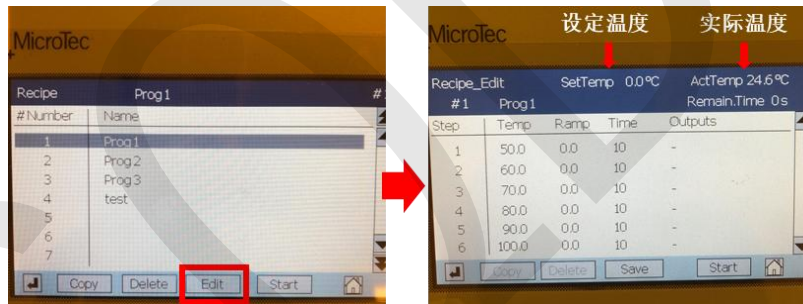 MicroTec
Recipe Prog1 #
#Number Name
1 Prog1
2 Prog2
3 Prog3
4 test
5
6
7
Copy Delete Edit Start
设定温度 实际温度
MicroTec
Recipe_Edit SetTemp 0.0°C ActTemp 24.6°C
#1 Prog1 Remain.Time 0s
Step Temp Ramp Time Outputs
1 50.0 0.0 10 -
2 60.0 0.0 10 -
3 70.0 0.0 10 -
4 80.0 0.0 10 -
5 90.0 0.0 10 -
6 100.0 0.0 10 -
Copy Delete Save Start